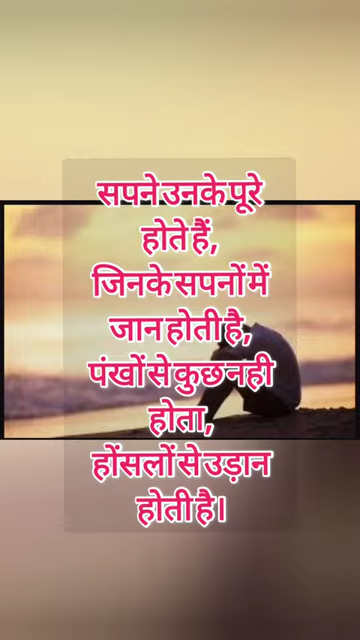 सपने उनके पूरे
होते हैं,
जिनके सपनों में
जान होती है,
पंखों से कुछ नही
होता,
होंसलों से उड़ान
होती है।